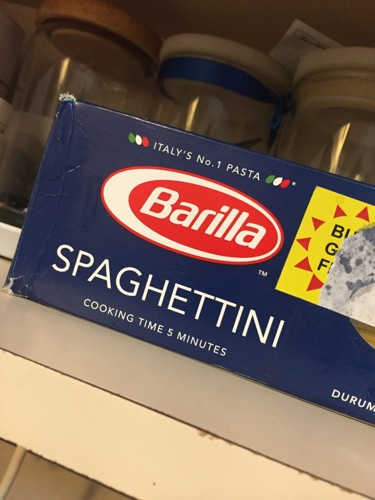 ITALY'S No.1 PASTA *
Barilla
TM
SPAGHETTINI
COOKING TIME 5 MINUTES
DURUM